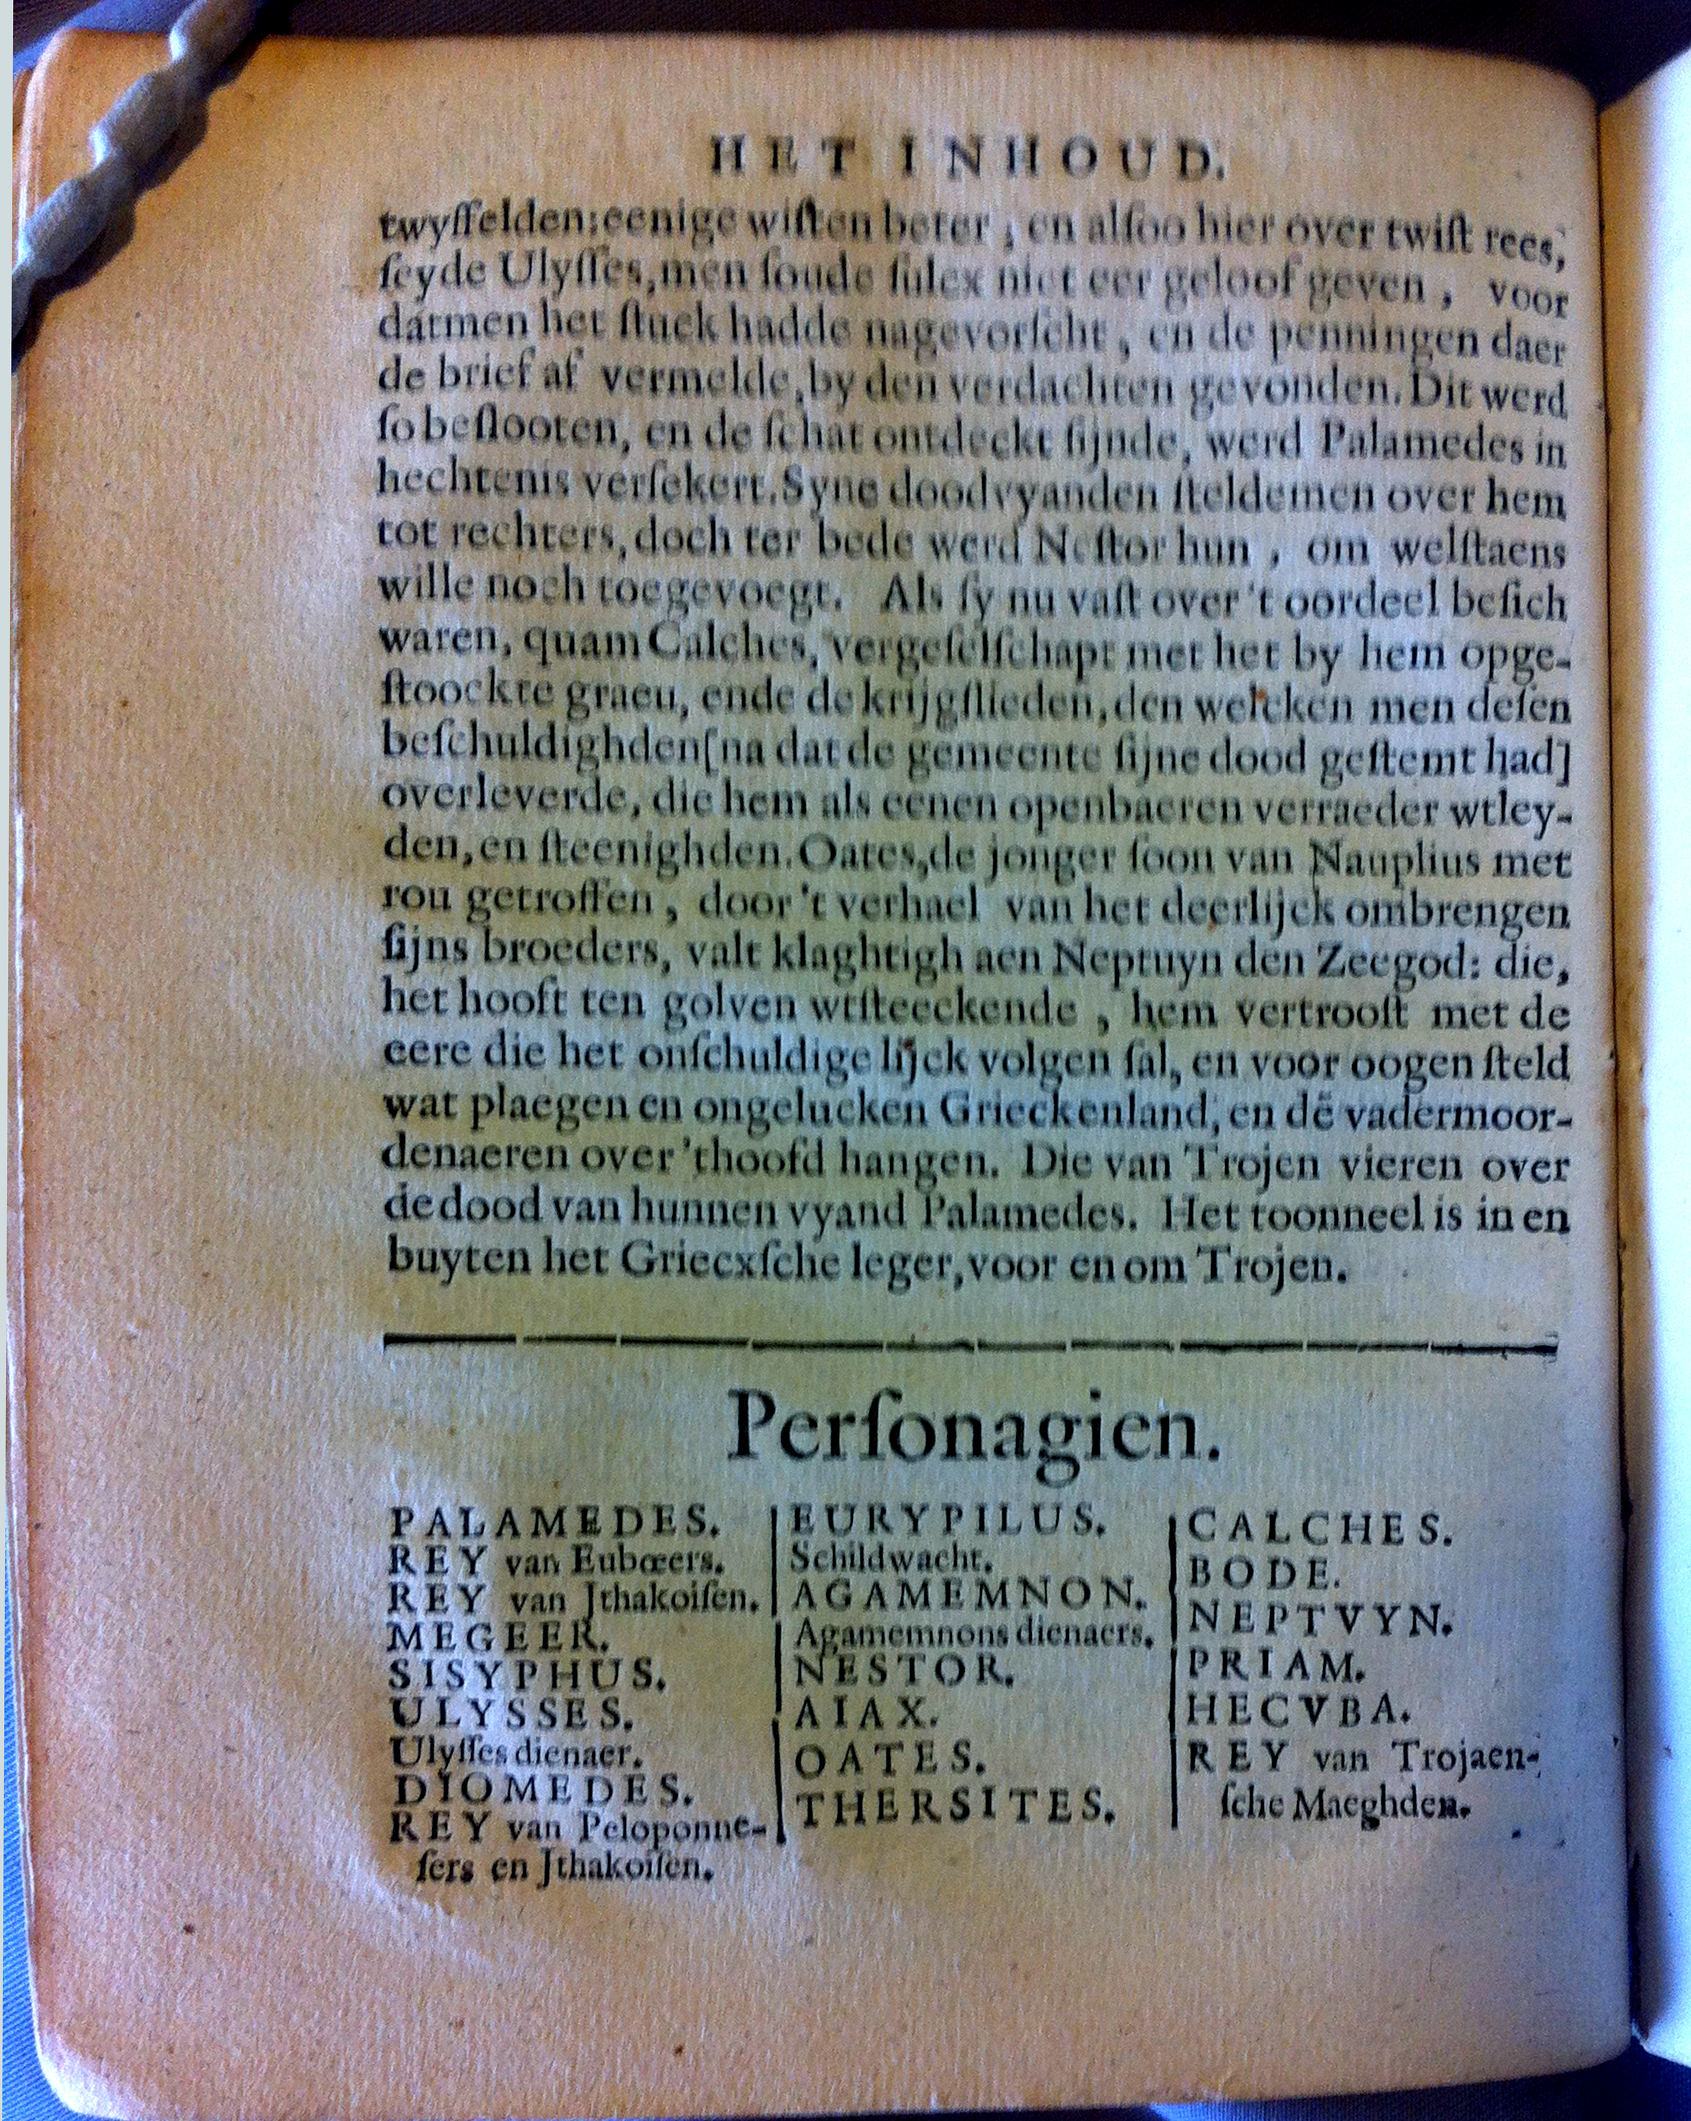 HET INHOUD.
twyffelden:eenige wiſten beter, en alſoo hier over twiſt rees,
ſeyde Ulyſſes,men ſoude ſulcx niet eer geloof geven, voor
datmen het ſtuck hadde nagevorſcht, en de penningen daer
de brief af vermelde,by den verdachten gevonden.Dit werd
ſo beſlooten, en de ſchat ontdeckt ſijnde, werd Palamedes in
hechtenis verſekert.Syne doodvyanden ſteldemen over hem
tot rechters,doch ter bede werd Neſtor hun, om welſtaens
wille noch toegevoegt. Als ſy nu vaſt over 't oordeel beſich
waren, quam Calches, vergeſelſchapt met het by hem opge-
ſtoockte graeu, ende de krijgſlieden,den welcken men deſen
beſchuldighden[na dat de gemeente ſijne dood geſtemt had]
overleverde, die hem als eenen openbaeren verraeder wtley-
den,en ſteenighden.Oates,de jonger ſoon van Nauplius met
rou getroffen, door 't verhael van het deerlijck ombrengen
ſijns broeders, valt klaghtigh aen Neptuyn den Zeegod: die,
het hooft ten golven wtſteeckende, hem vertrooſt met de
eere die het onſchuldige lijck volgen ſal, en voor oogen ſteld
wat plaegen en ongelucken Grieckenland, en dē vadermoor-
denaeren over 'thoofd hangen. Die van Trojen vieren over
de dood van hunnen vyand Palamedes. Het toonneel is in en
buyten het Griecxſche leger,voor en om Trojen.
Perſonagien.
PALAMEDES.
REY van Eubœers.
REY van Jthakoiſen.
MEGEER.
SISYPHUS.
ULYSSES.
Ulyſſes dienaer.
DIOMEDES.
REY van Peloponne-
ſers en Jthakoiſen.
EURYPILUS.
Schildwacht.
AGAMEMNON.
Agamemnons dienaers.
NESTOR.
AIAX.
OATES.
THERSITES.
CALCHES.
BODE.
NEPTVYN.
PRIAM.
HECVBA.
REY van Trojaen-
ſche Maeghden.